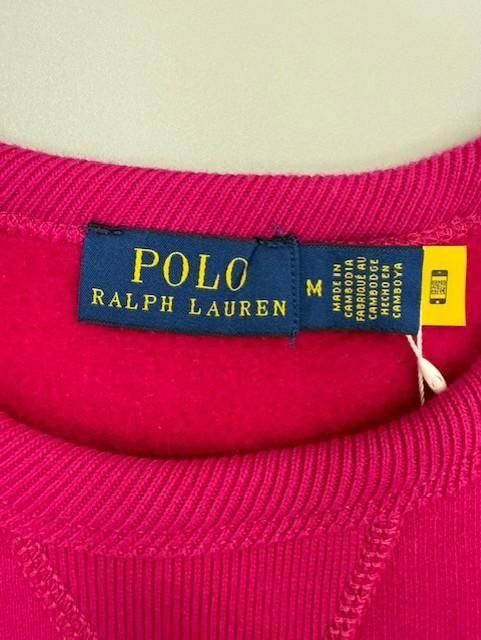 POLO
RALPH LAUREN
M
MADE IN
CAMBODIA
FABRIQUÉ AU
CAMBODGE
HECHO EN
CAMBOYA